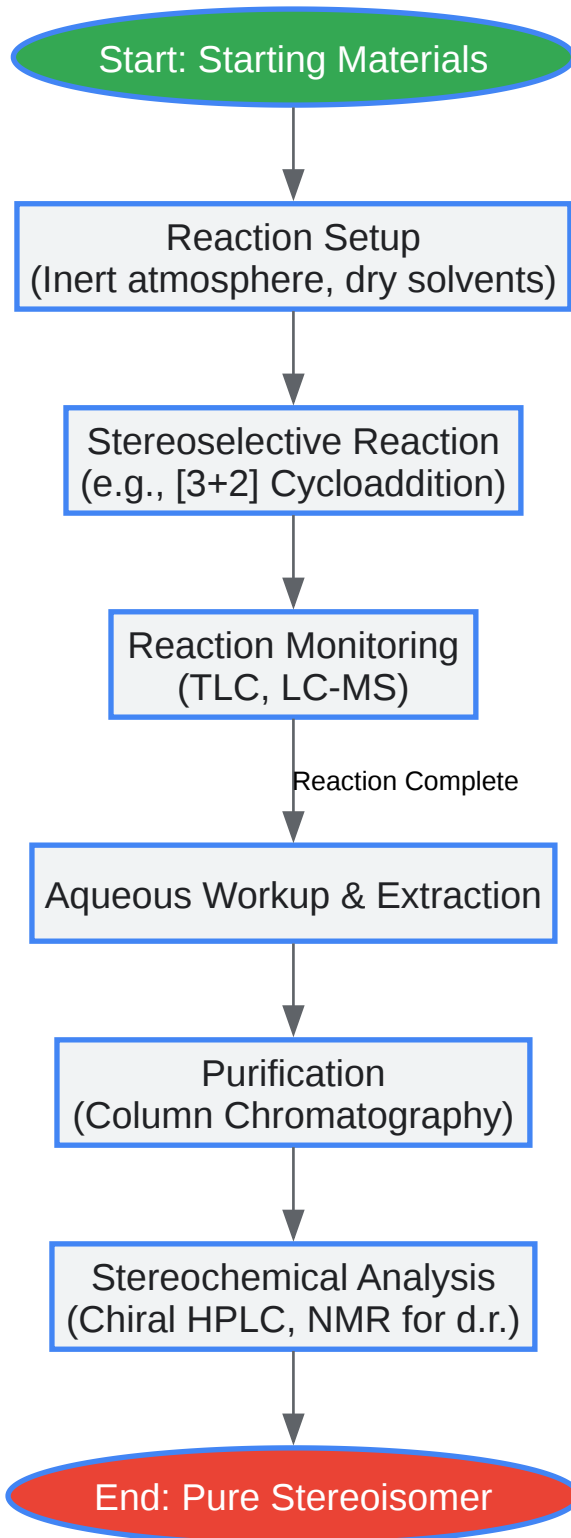 Start: Starting Materials
Reaction Setup
(Inert atmosphere, dry solvents)
Stereoselective Reaction
(e.g., [3+2] Cycloaddition)
Reaction Monitoring
(TLC, LC-MS)
Reaction Complete
Aqueous Workup & Extraction
Purification
(Column Chromatography)
Stereochemical Analysis
(Chiral HPLC, NMR for d.r.)
End: Pure Stereoisomer